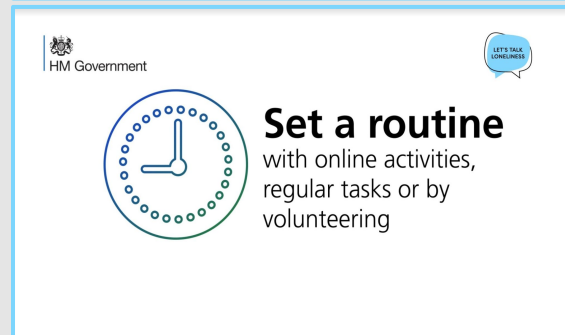 HM Government
LET'S TALK
LONELINESS
Set a routine
with online activities,
regular tasks or by
volunteering